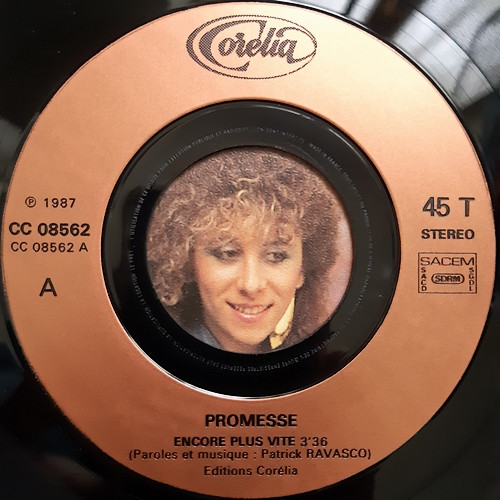 Corélia
℗ 1987
CC 08562
CC 08562 A
A
45 T
STEREO
SACEM
SACD
SDRM
SGDL
PROMESSE
ENCORE PLUS VITE 3'36
(Paroles et musique : Patrick RAVASCO)
Editions Corélia